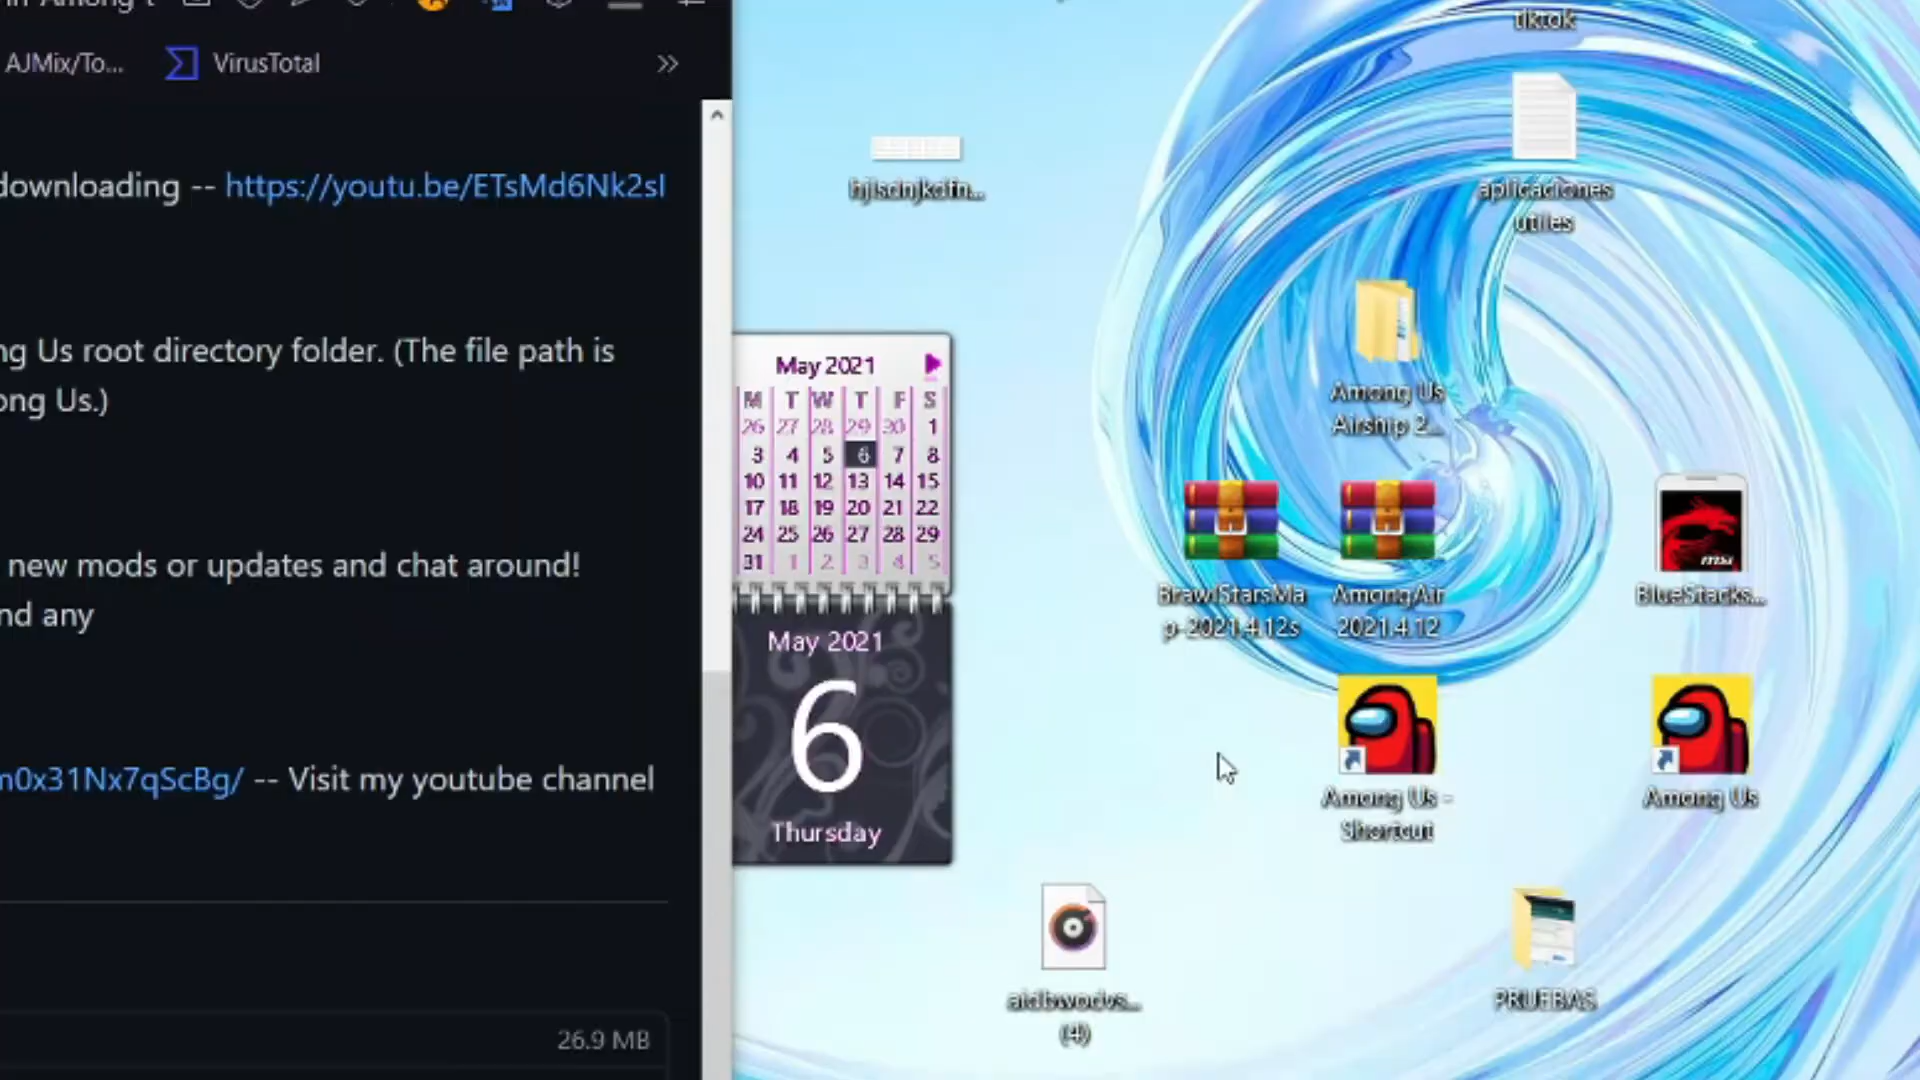 AJMix/To...
VirusTotal
downloading -- https://youtu.be/ETsMd6Nk2sI
ng Us root directory folder. (The file path is
ong Us.)
new mods or updates and chat around!
nd any
n0x31Nx7qScBg/ -- Visit my youtube channel
26.9 MB
May 2021
M T W T F S
26 27 28 29 30 1
3 4 5 6 7 8
10 11 12 13 14 15
17 18 19 20 21 22
24 25 26 27 28 29
31 1 2 3 4 5
May 2021
6
Thursday
tiktok
aplicaciones
utiles
Among Us
Airship 2...
BrawlStarsMa
p-2021.4.12s
AmongAir
2021.4.12
msi
BlueStacks...
Among Us -
Shortcut
Among Us
(4)
PRUEBAS